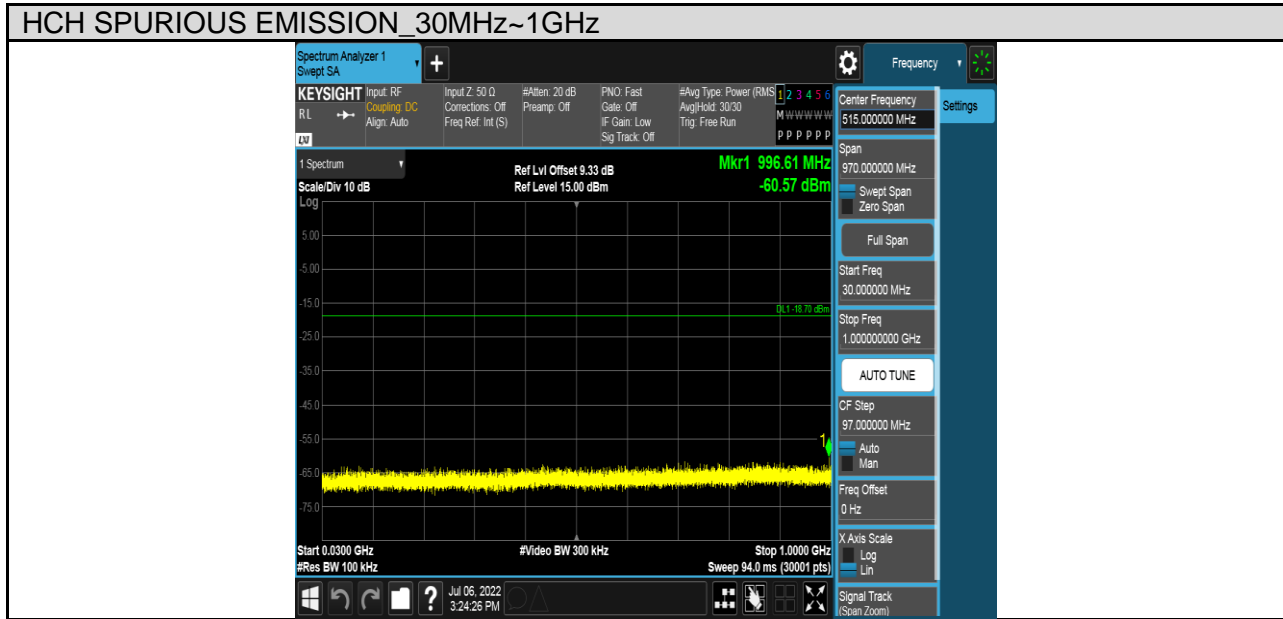 HCH SPURIOUS EMISSION_30MHz~1GHz
Spectrum Analyzer 1
Swept SA
+
Frequency
KEYSIGHT
RL
LXI
Input: RF
Coupling: DC
Align: Auto
Input Z: 50 Ω
Corrections: Off
Freq Ref: Int (S)
#Atten: 20 dB
Preamp: Off
PNO: Fast
Gate: Off
IF Gain: Low
Sig Track: Off
#Avg Type: Power (RMS
Avg|Hold: 30/30
Trig: Free Run
1 2 3 4 5 6
M W W W W W
P P P P P P
1 Spectrum
Scale/Div 10 dB
Log
Ref Lvl Offset 9.33 dB
Ref Level 15.00 dBm
Mkr1 996.61 MHz
-60.57 dBm
5.00
-5.00
-15.0
DL1 -18.70 dBm
-25.0
-35.0
-45.0
-55.0
1
-65.0
-75.0
Start 0.0300 GHz
#Res BW 100 kHz
#Video BW 300 kHz
Stop 1.0000 GHz
Sweep 94.0 ms (30001 pts)
Center Frequency
515.000000 MHz
Settings
Span
970.000000 MHz
Swept Span
Zero Span
Full Span
Start Freq
30.000000 MHz
Stop Freq
1.000000000 GHz
AUTO TUNE
CF Step
97.000000 MHz
Auto
Man
Freq Offset
0 Hz
X Axis Scale
Log
Lin
Signal Track
(Span Zoom)
?
Jul 06, 2022
3:24:26 PM